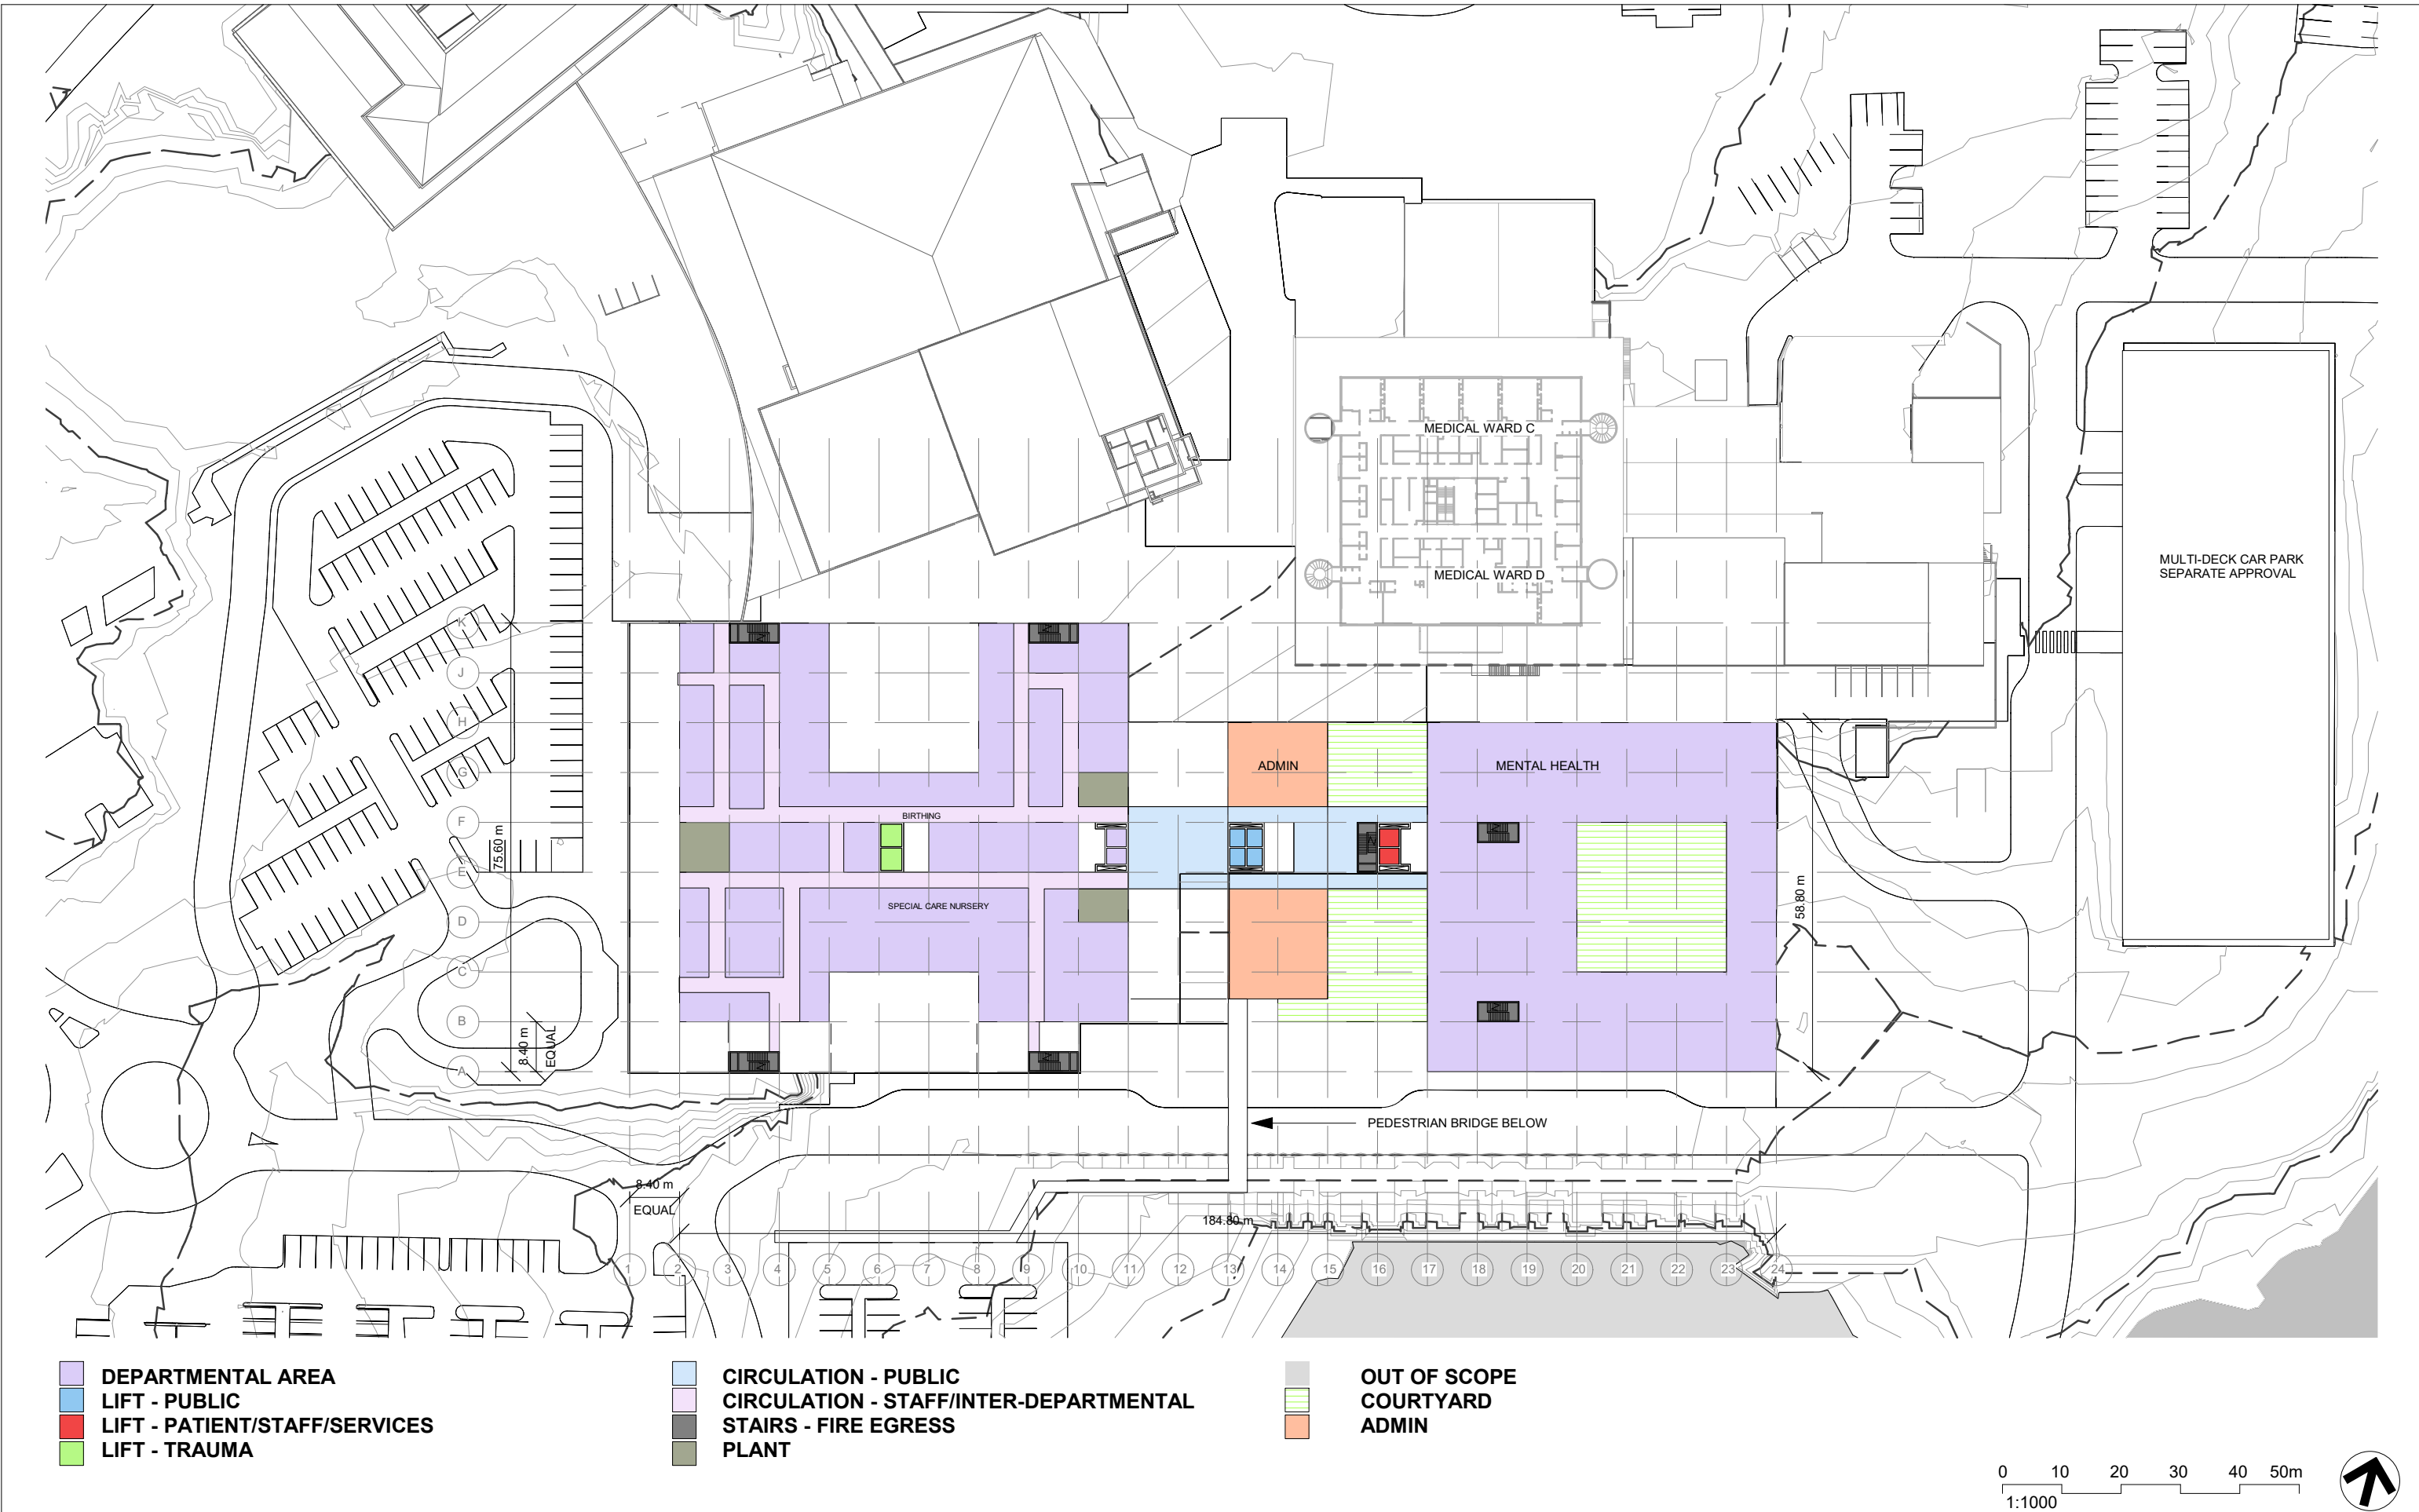 MEDICAL WARD C
MEDICAL WARD D
MULTI-DECK CAR PARK
SEPARATE APPROVAL
K
J
H
G
F
E
D
C
B
A
75.60 m
8.40 m
EQUAL
ADMIN
MENTAL HEALTH
BIRTHING
SPECIAL CARE NURSERY
58.80 m
PEDESTRIAN BRIDGE BELOW
8.40 m
EQUAL
184.80 m
1 2 3 4 5 6 7 8 9 10 11 12 13 14 15 16 17 18 19 20 21 22 23 24
DEPARTMENTAL AREA
LIFT - PUBLIC
LIFT - PATIENT/STAFF/SERVICES
LIFT - TRAUMA
CIRCULATION - PUBLIC
CIRCULATION - STAFF/INTER-DEPARTMENTAL
STAIRS - FIRE EGRESS
PLANT
OUT OF SCOPE
COURTYARD
ADMIN
0 10 20 30 40 50m
1:1000